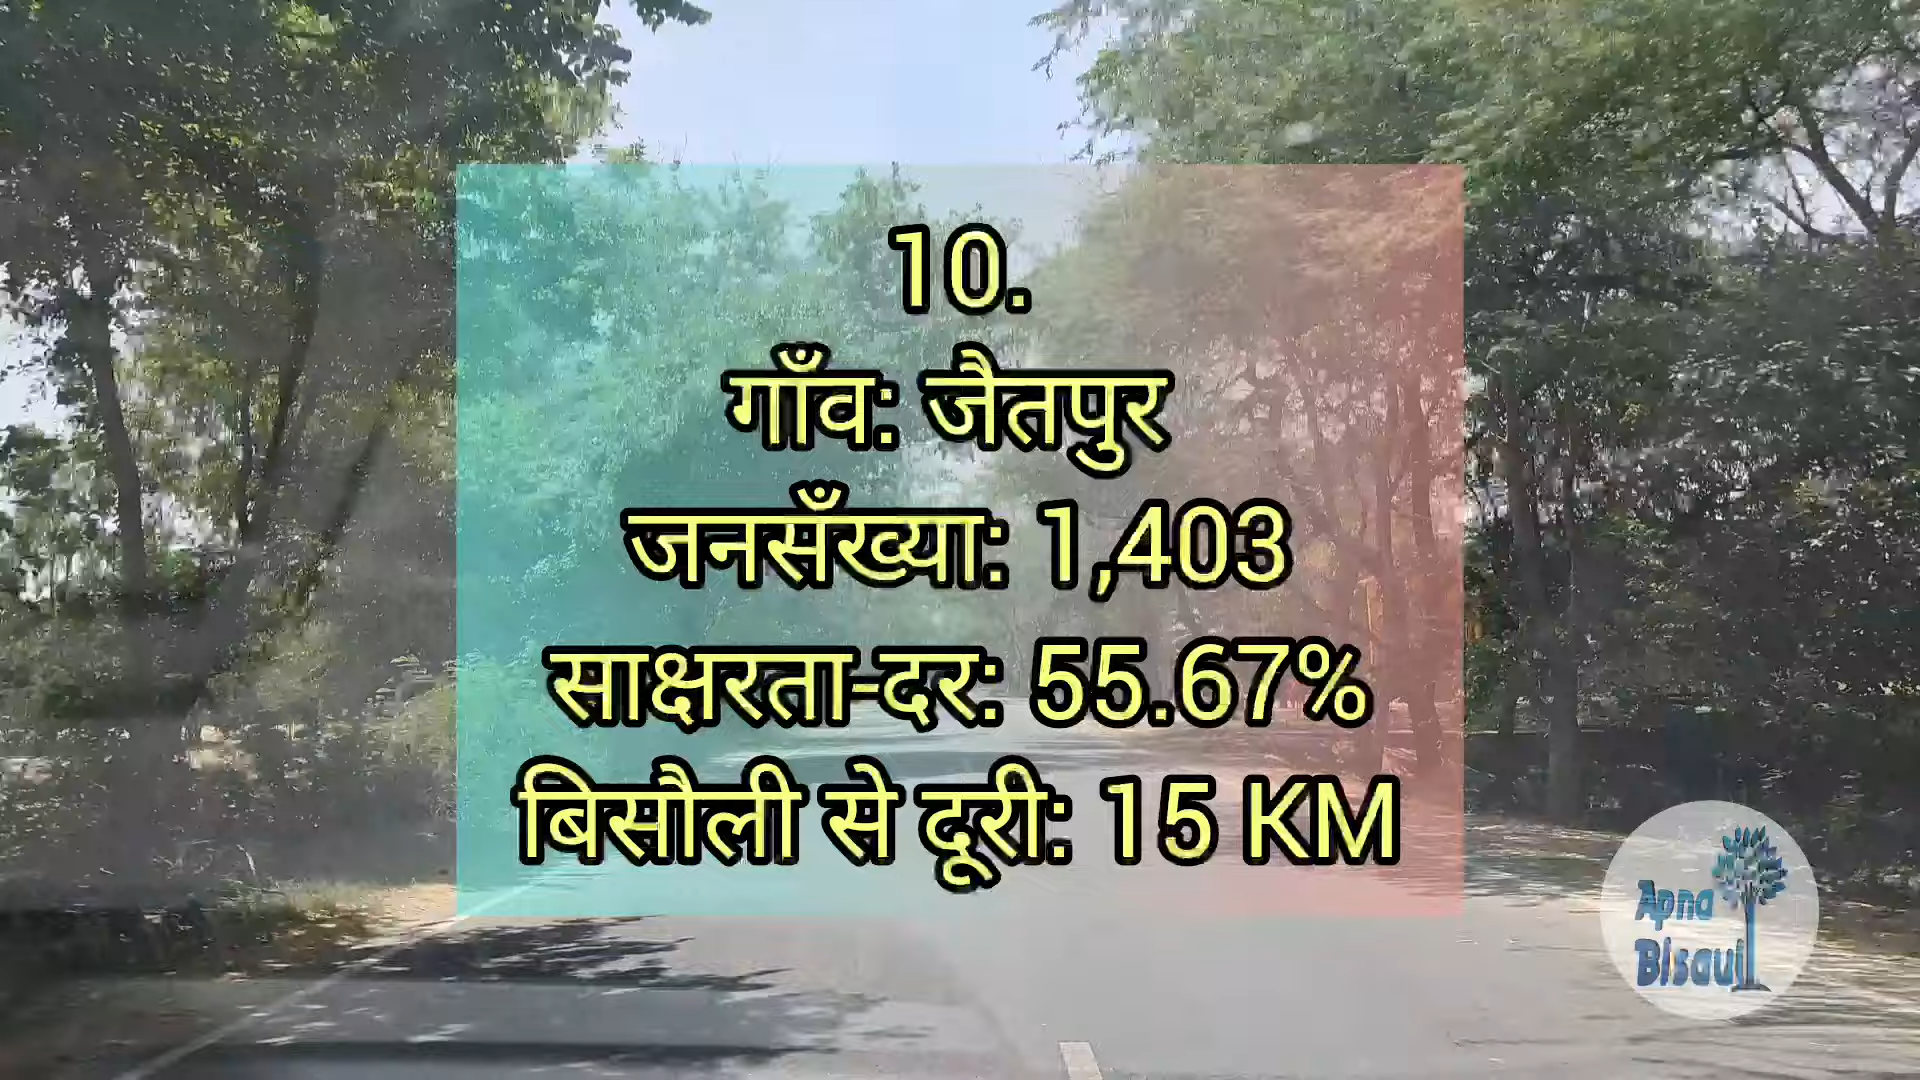 10.
गाँव: जैतपुर
जनसँख्या: 1,403
साक्षरता-दर: 55.67%
बिसौली से दूरी: 15 KM
Apna
Bisauli